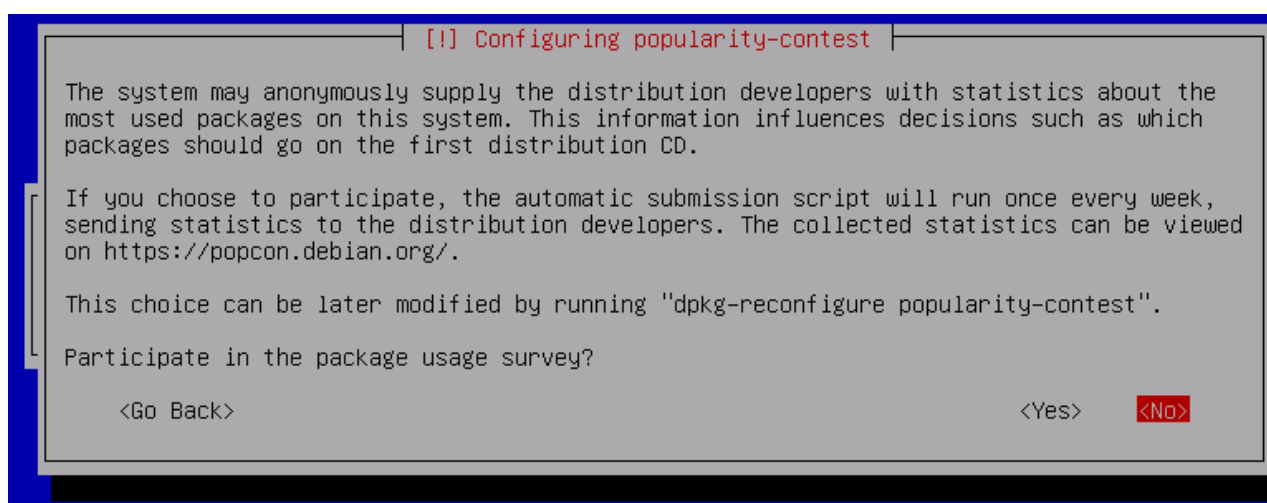 [!] Configuring popularity-contest
The system may anonymously supply the distribution developers with statistics about the
most used packages on this system. This information influences decisions such as which
packages should go on the first distribution CD.
If you choose to participate, the automatic submission script will run once every week,
sending statistics to the distribution developers. The collected statistics can be viewed
on https://popcon.debian.org/.
This choice can be later modified by running "dpkg-reconfigure popularity-contest".
Participate in the package usage survey?
<Go Back> <Yes> <No>